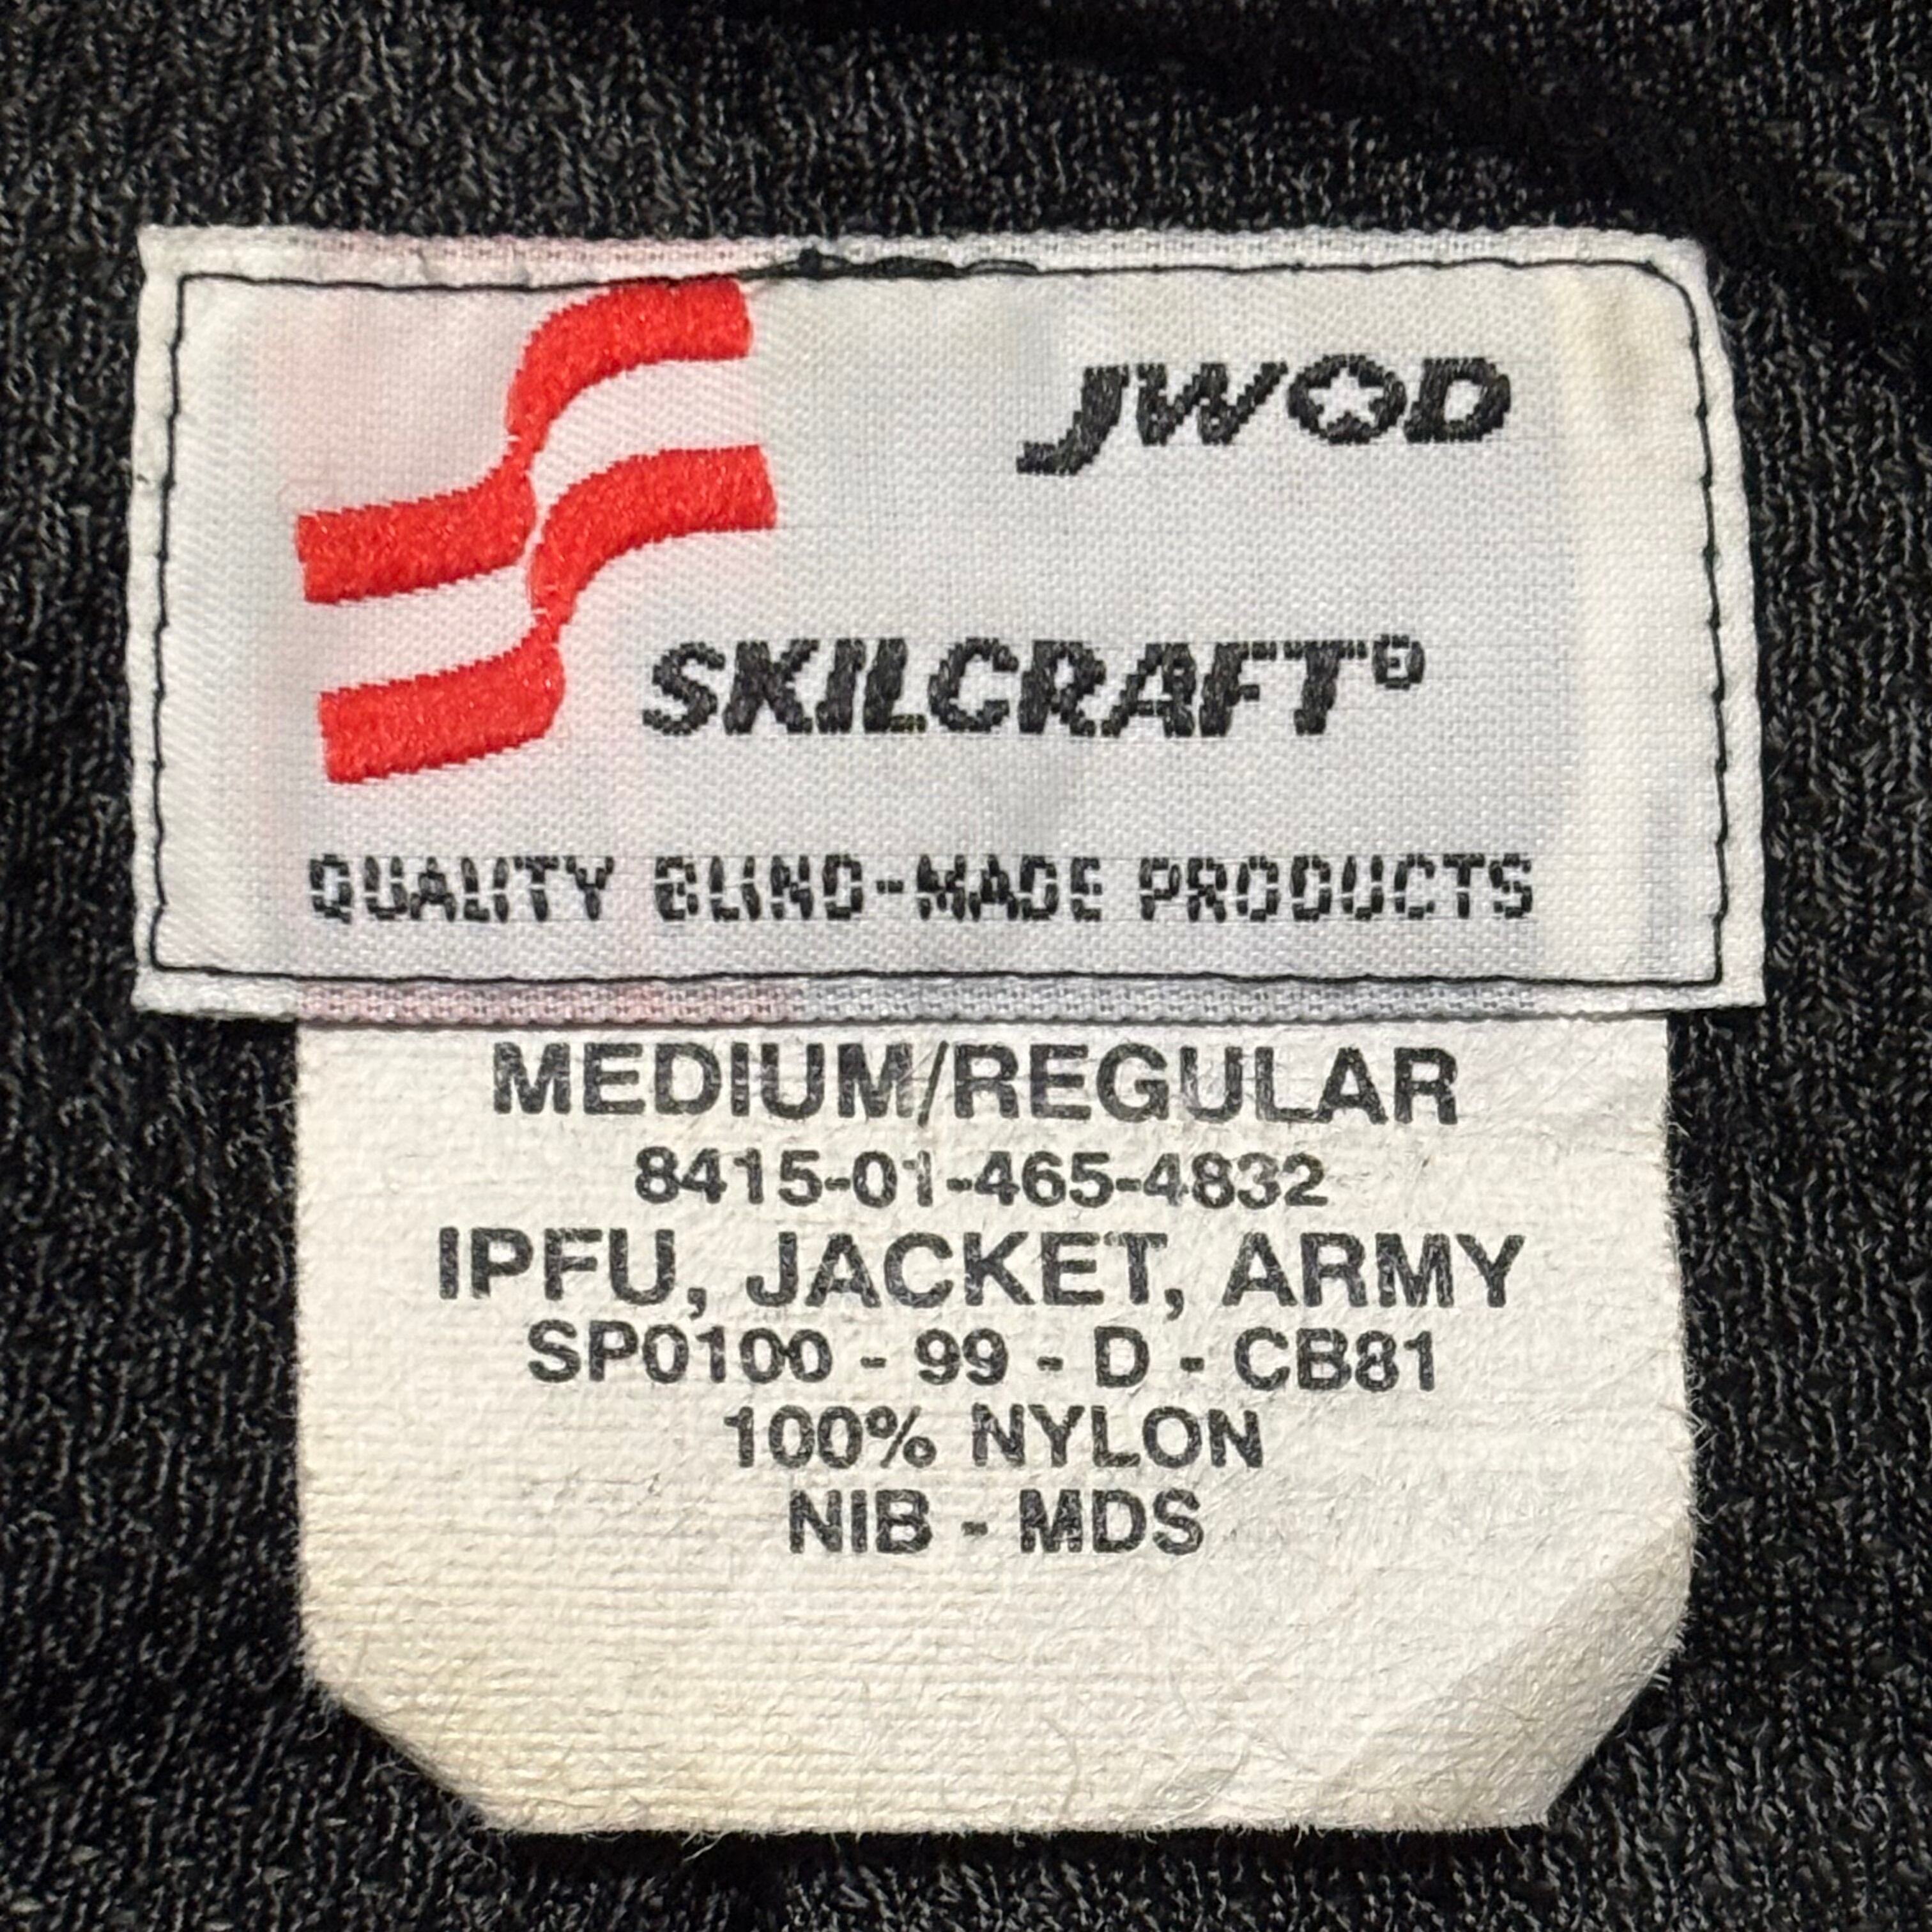 JWOD
SKILCRAFT®
QUALITY BLIND-MADE PRODUCTS
MEDIUM/REGULAR
8415-01-465-4832
IPFU, JACKET, ARMY
SP0100 - 99 - D - CB81
100% NYLON
NIB - MDS